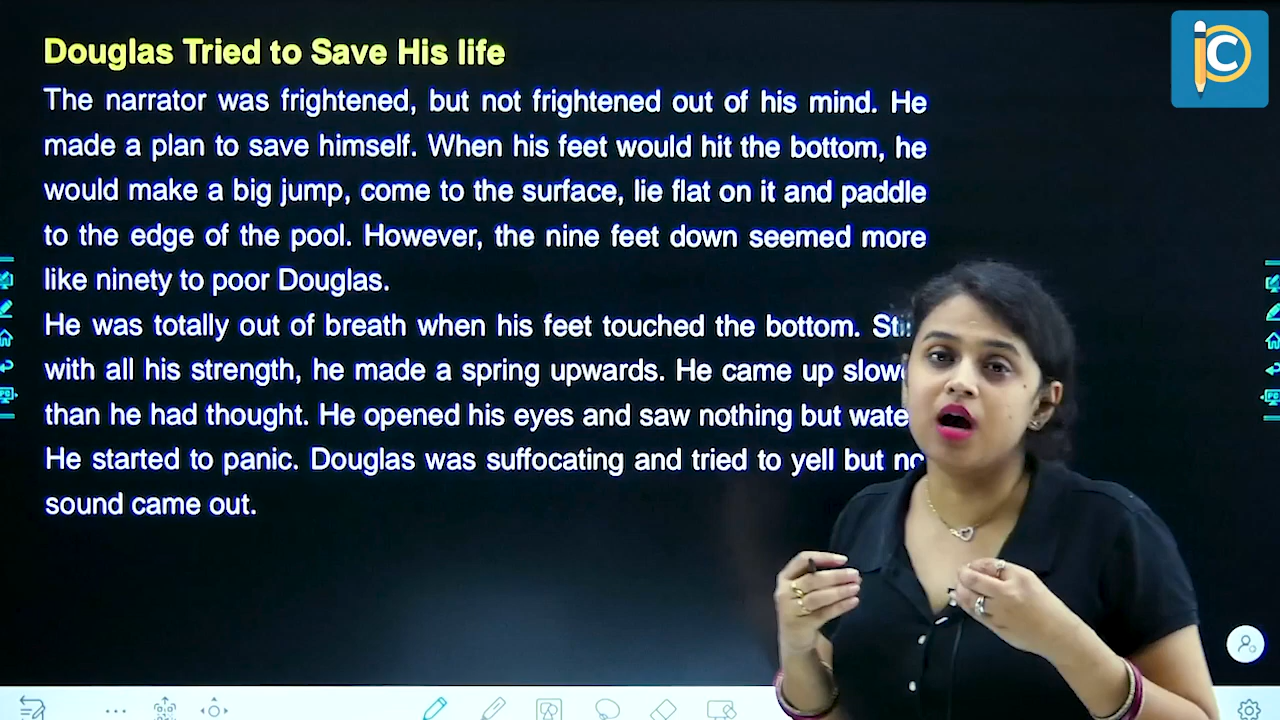 Douglas Tried to Save His life
The narrator was frightened, but not frightened out of his mind. He
made a plan to save himself. When his feet would hit the bottom, he
would make a big jump, come to the surface, lie flat on it and paddle
to the edge of the pool. However, the nine feet down seemed more
like ninety to poor Douglas.
He was totally out of breath when his feet touched the bottom.
with all his strength, he made a spring upwards. He came up
than he had thought. He opened his eyes and saw nothing but
He started to panic. Douglas was suffocating and tried to yell but
sound came out.